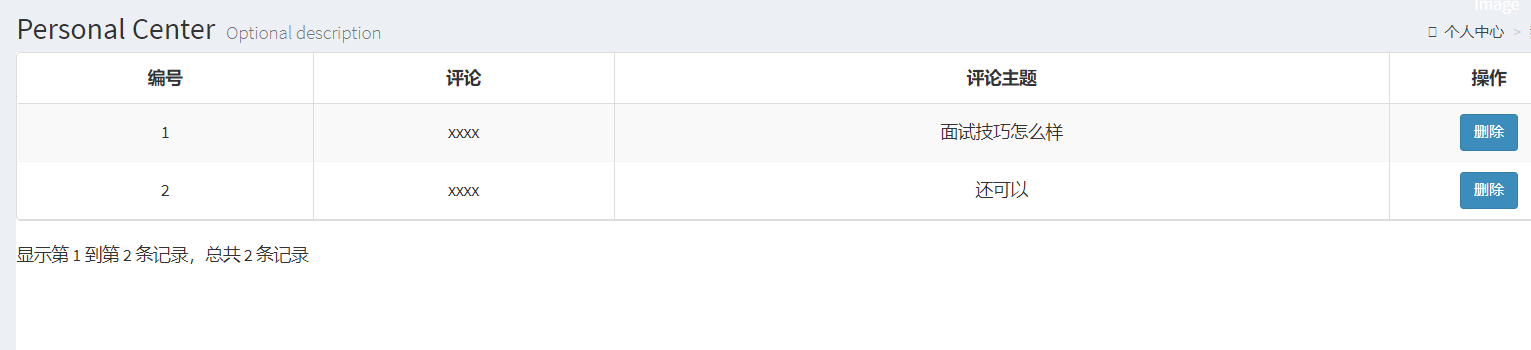 Image
Personal Center Optional description
个人中心 >
编号 评论 评论主题 操作
1 xxxx 面试技巧怎么样 删除
2 xxxx 还可以 删除
显示第 1 到第 2 条记录，总共 2 条记录